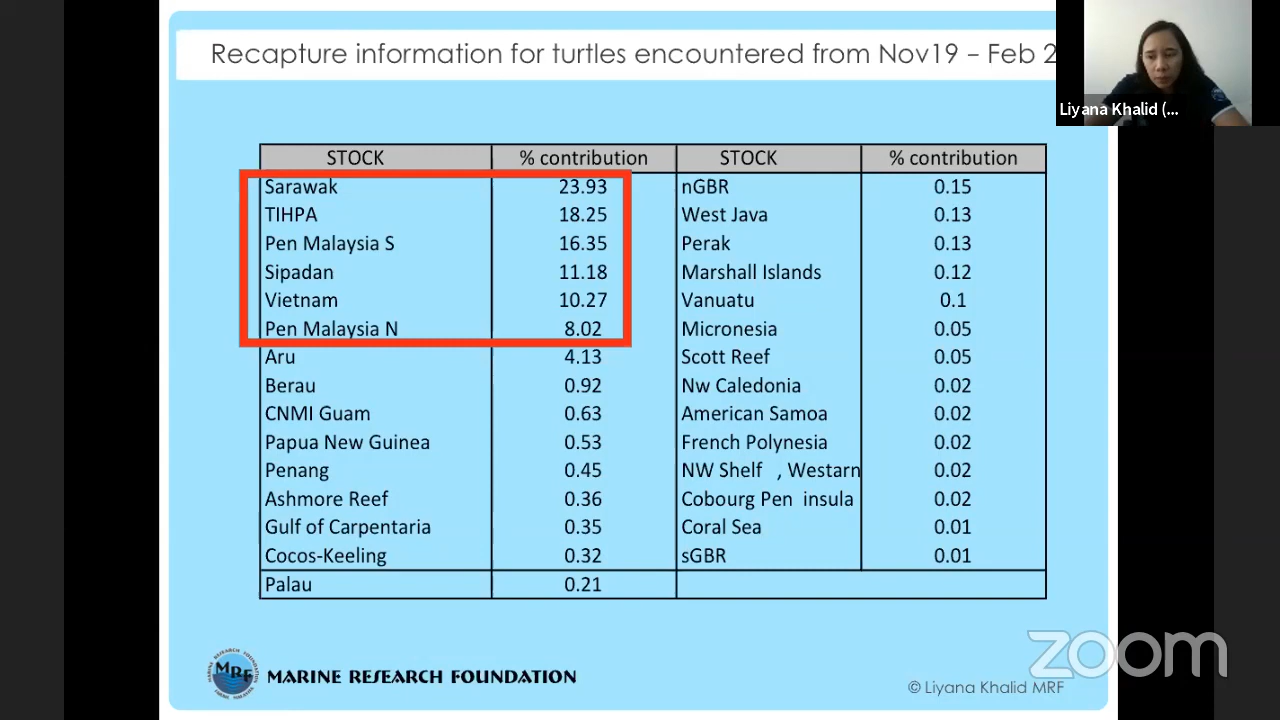 Recapture information for turtles encountered from Nov19 – Feb 2
Liyana Khalid (...
STOCK % contribution STOCK % contribution
Sarawak 23.93 nGBR 0.15
TIHPA 18.25 West Java 0.13
Pen Malaysia S 16.35 Perak 0.13
Sipadan 11.18 Marshall Islands 0.12
Vietnam 10.27 Vanuatu 0.1
Pen Malaysia N 8.02 Micronesia 0.05
Aru 4.13 Scott Reef 0.05
Berau 0.92 Nw Caledonia 0.02
CNMI Guam 0.63 American Samoa 0.02
Papua New Guinea 0.53 French Polynesia 0.02
Penang 0.45 NW Shelf , Westarn 0.02
Ashmore Reef 0.36 Cobourg Pen insula 0.02
Gulf of Carpentaria 0.35 Coral Sea 0.01
Cocos-Keeling 0.32 sGBR 0.01
Palau 0.21
MRF
MARINE RESEARCH FOUNDATION
© Liyana Khalid MRF
zoom